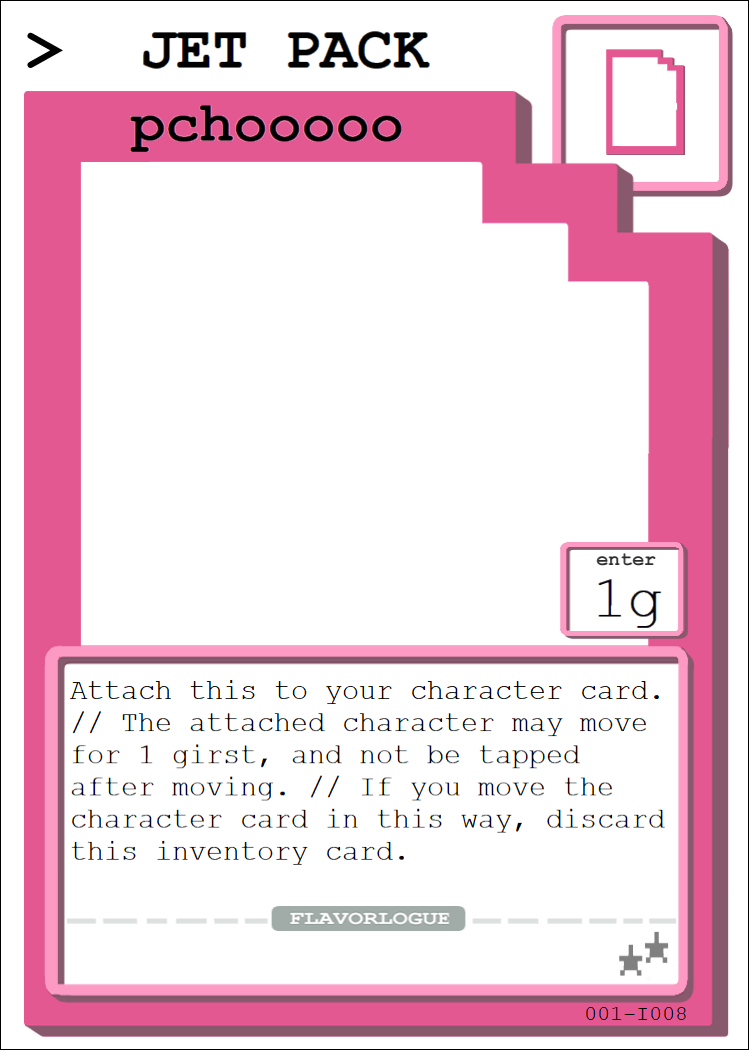 > JET PACK
pchooooo
enter
1g
Attach this to your character card.
// The attached character may move
for 1 girst, and not be tapped
after moving. // If you move the
character card in this way, discard
this inventory card.
FLAVORLOGUE
001-I008